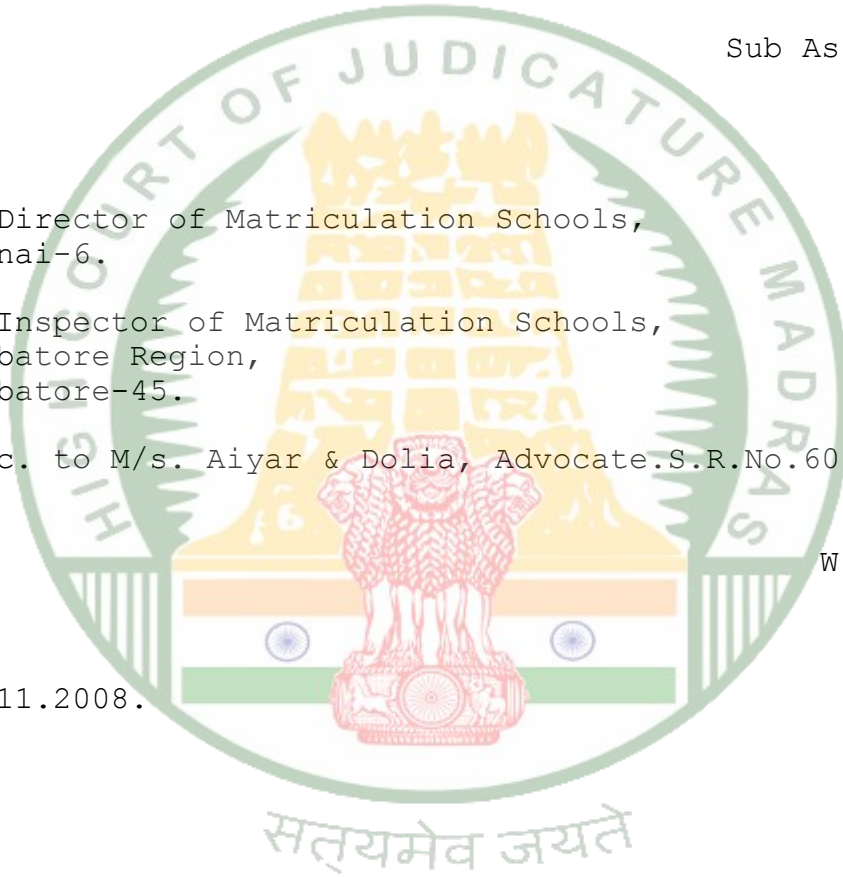 Sub As
HIGH COURT OF JUDICATURE MADRAS
Director of Matriculation Schools,
nai-6.
Inspector of Matriculation Schools,
batore Region,
batore-45.
c. to M/s. Aiyar & Dolia, Advocate.S.R.No.60
W
11.2008.
सत्यमेव जयते